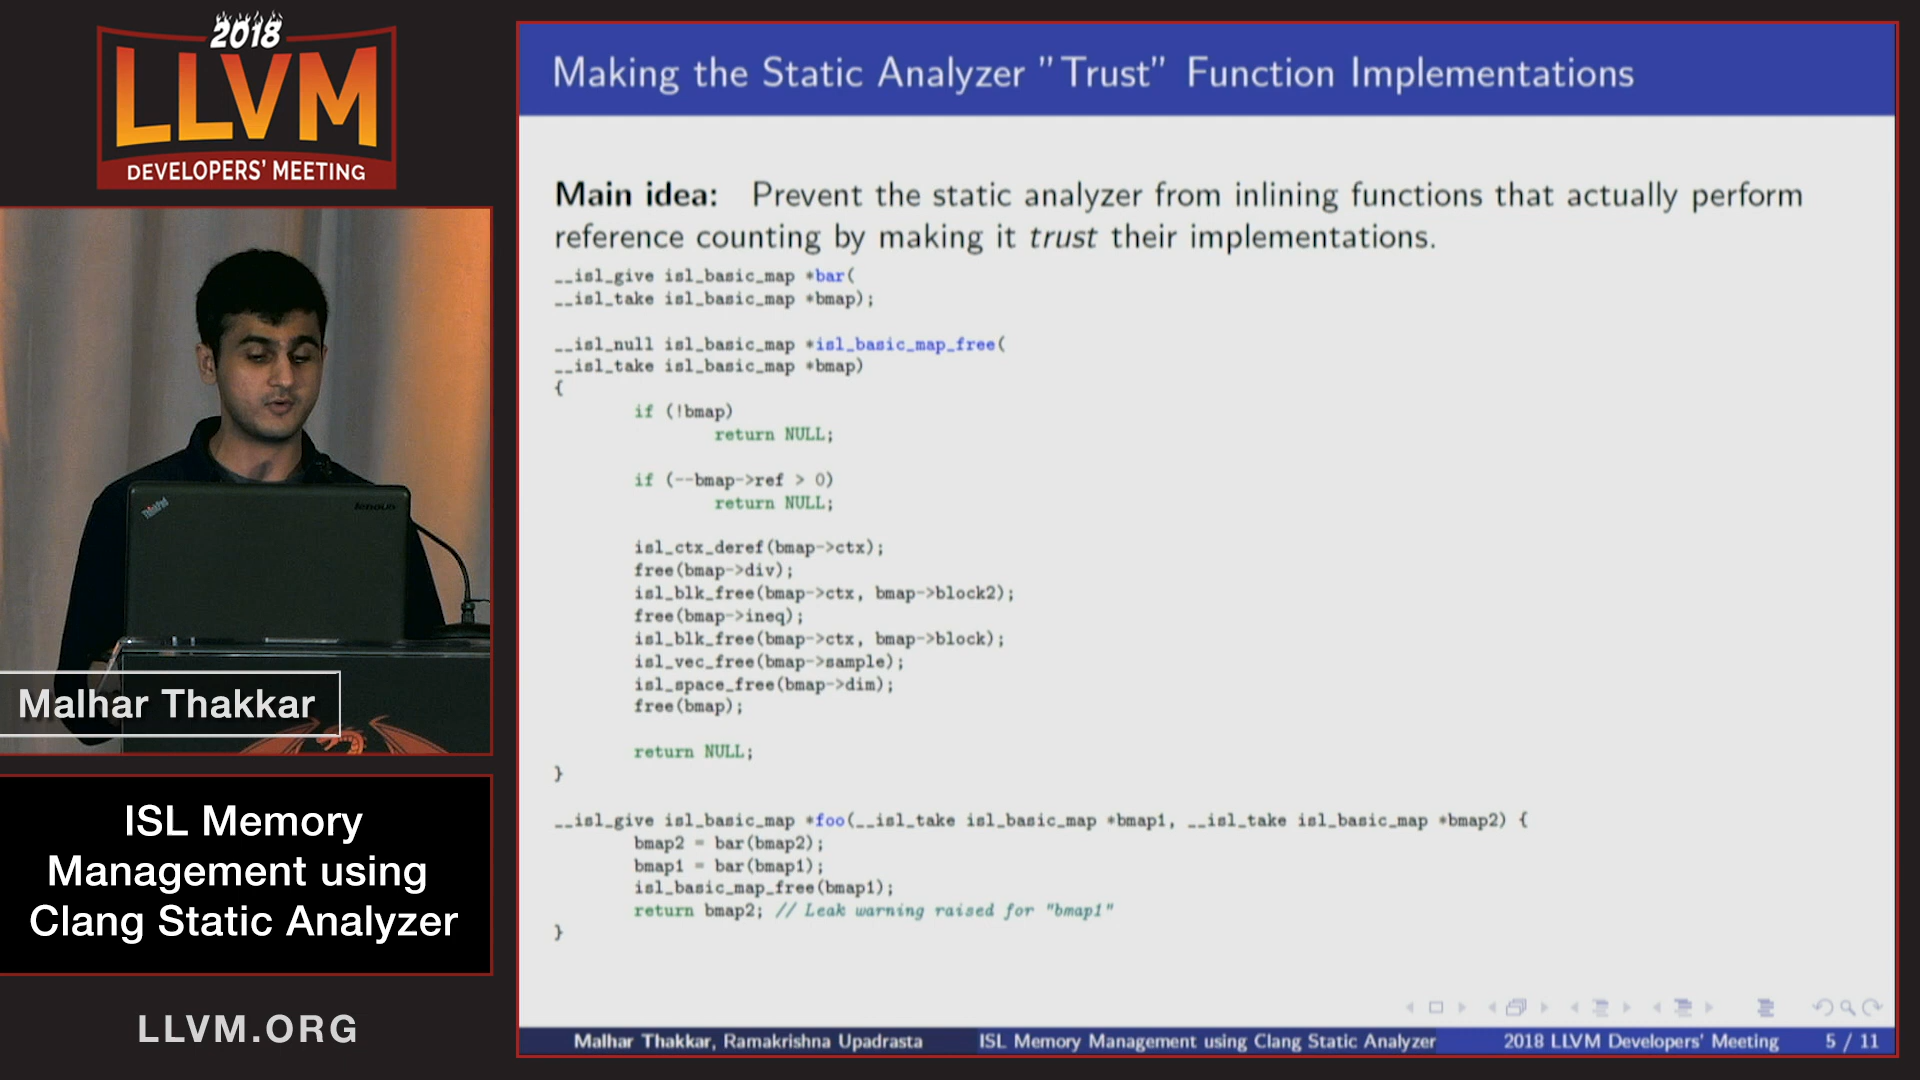 2018
LLVM
DEVELOPERS' MEETING
ThinkPad
lenovo
Malhar Thakkar
ISL Memory
Management using
Clang Static Analyzer
LLVM.ORG
Making the Static Analyzer "Trust" Function Implementations
Main idea: Prevent the static analyzer from inlining functions that actually perform
reference counting by making it trust their implementations.
__isl_give isl_basic_map *bar(
__isl_take isl_basic_map *bmap);
__isl_null isl_basic_map *isl_basic_map_free(
__isl_take isl_basic_map *bmap)
{
if (!bmap)
return NULL;
if (--bmap->ref > 0)
return NULL;
isl_ctx_deref(bmap->ctx);
free(bmap->div);
isl_blk_free(bmap->ctx, bmap->block2);
free(bmap->ineq);
isl_blk_free(bmap->ctx, bmap->block);
isl_vec_free(bmap->sample);
isl_space_free(bmap->dim);
free(bmap);
return NULL;
}
__isl_give isl_basic_map *foo(__isl_take isl_basic_map *bmap1, __isl_take isl_basic_map *bmap2) {
bmap2 = bar(bmap2);
bmap1 = bar(bmap1);
isl_basic_map_free(bmap1);
return bmap2; // Leak warning raised for "bmap1"
}
Malhar Thakkar, Ramakrishna Upadrasta
ISL Memory Management using Clang Static Analyzer
2018 LLVM Developers' Meeting
5 / 11